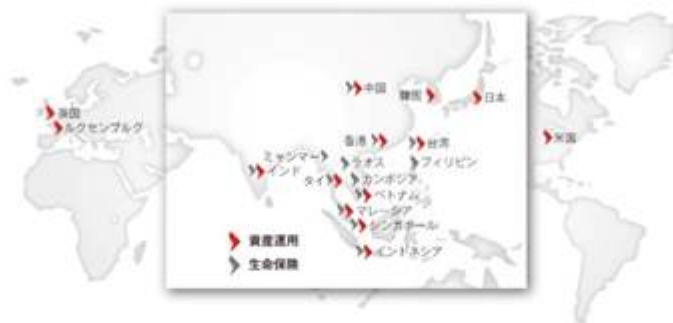 中国
韓国
日本
英国
ルクセンブルグ
香港
台湾
米国
ミャンマー
ラオス
フィリピン
インド
タイ
カンボジア
ベトナム
マレーシア
シンガポール
インドネシア
資産運用
生命保険